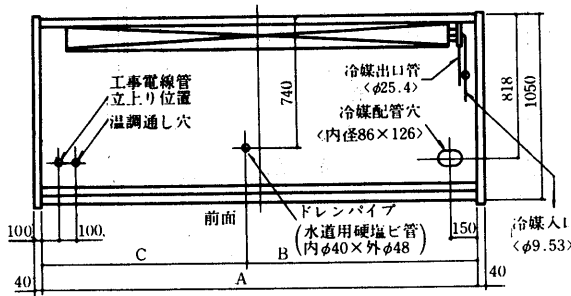 工事電線管
立上り位置
温調通し穴
740
冷媒出口管
<φ25.4>
冷媒配管穴
<内径86×126>
818
1050
前面
ドレンパイプ
(水道用硬塩ビ管)
内φ40×外φ48
冷媒入口
<φ9.53>
100
100
150
C
B
A
40
40